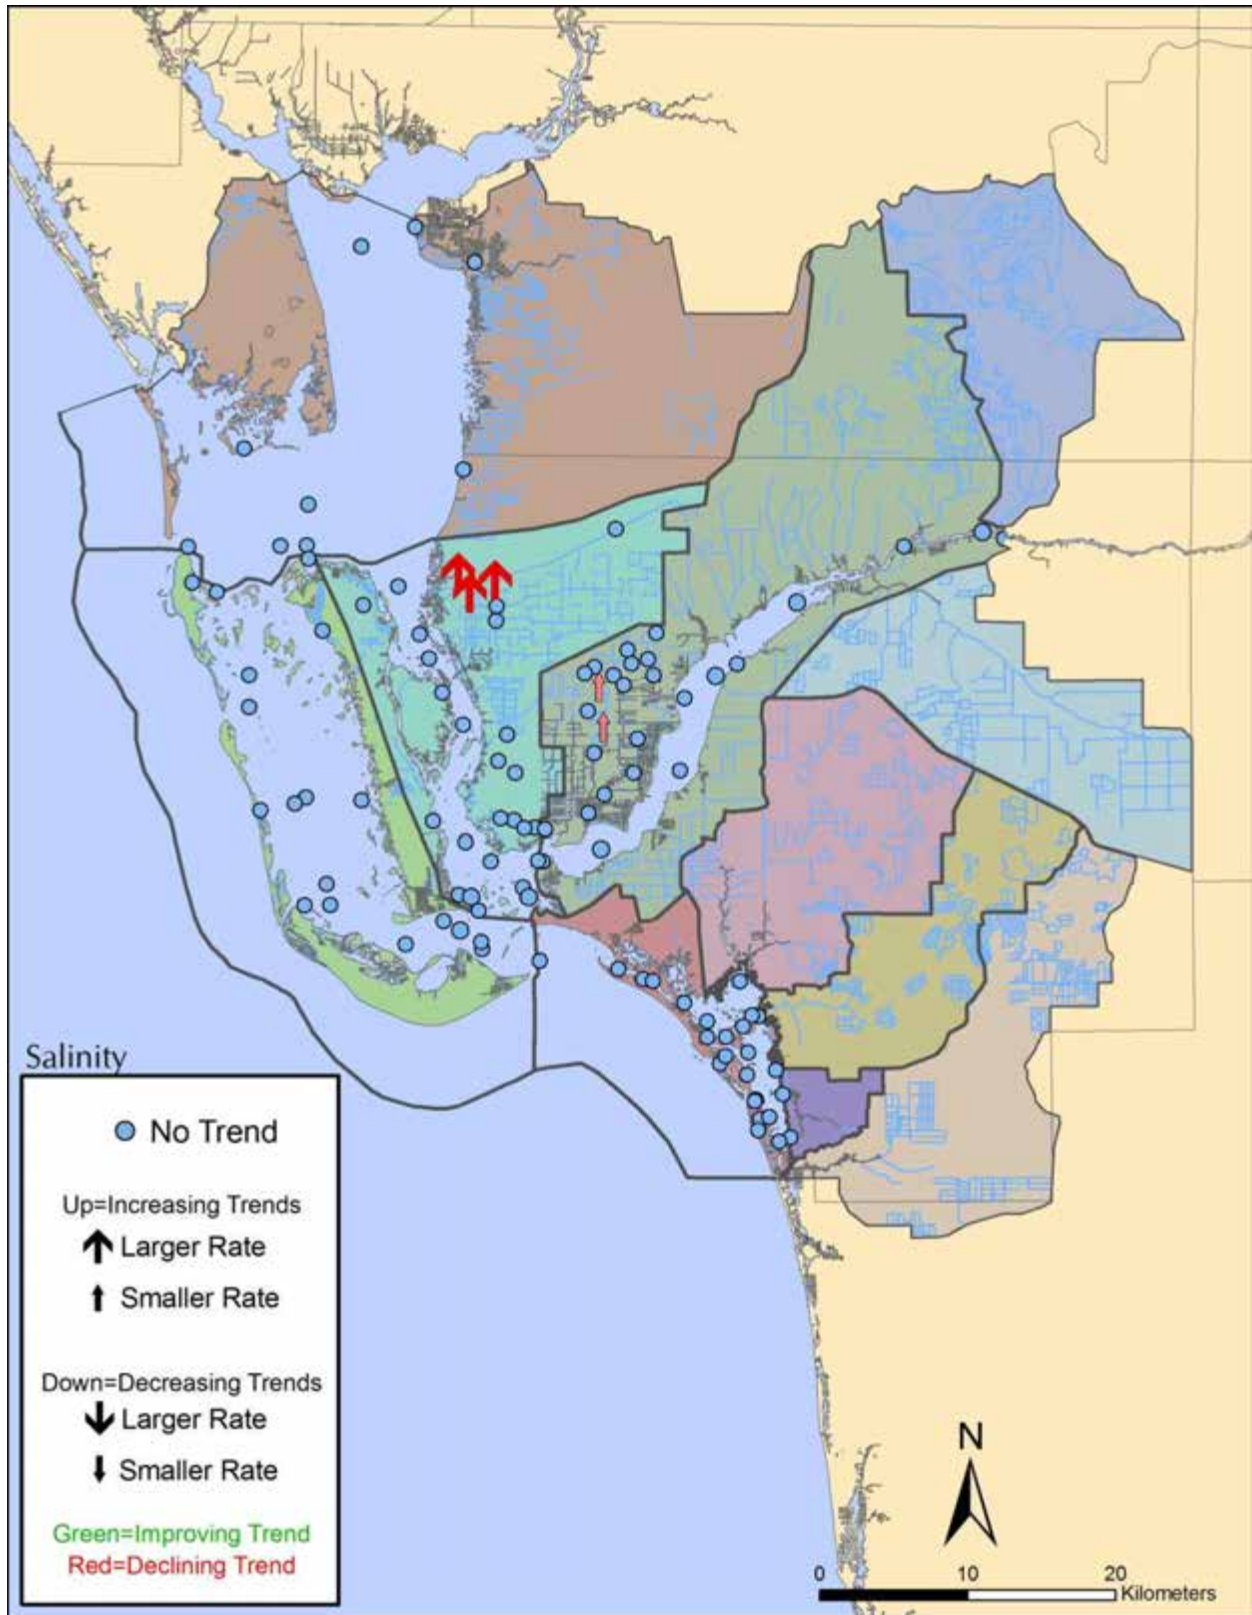 Salinity
No Trend
Up=Increasing Trends
Larger Rate
Smaller Rate
Down=Decreasing Trends
Larger Rate
Smaller Rate
Green=Improving Trend
Red=Declining Trend
N
0 10 20
Kilometers